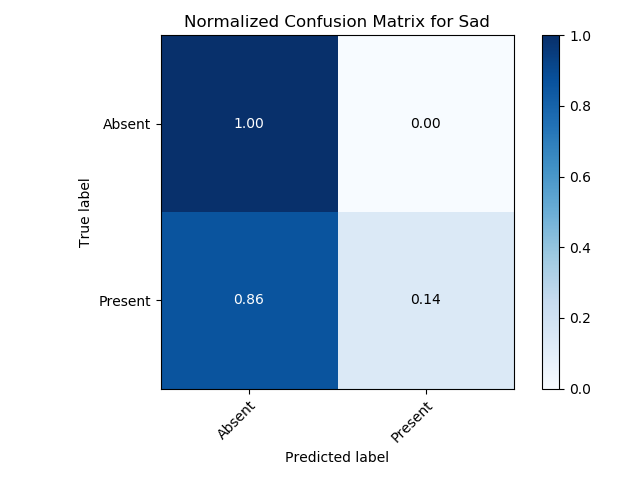 Normalized Confusion Matrix for Sad
True label
Absent
1.00
0.00
Present
0.86
0.14
Absent
Present
Predicted label
1.0
0.8
0.6
0.4
0.2
0.0